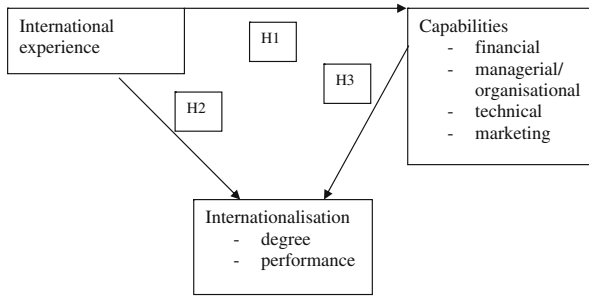 International
experience
H1
Capabilities
- financial
- managerial/
organisational
- technical
- marketing
H2
H3
Internationalisation
- degree
- performance